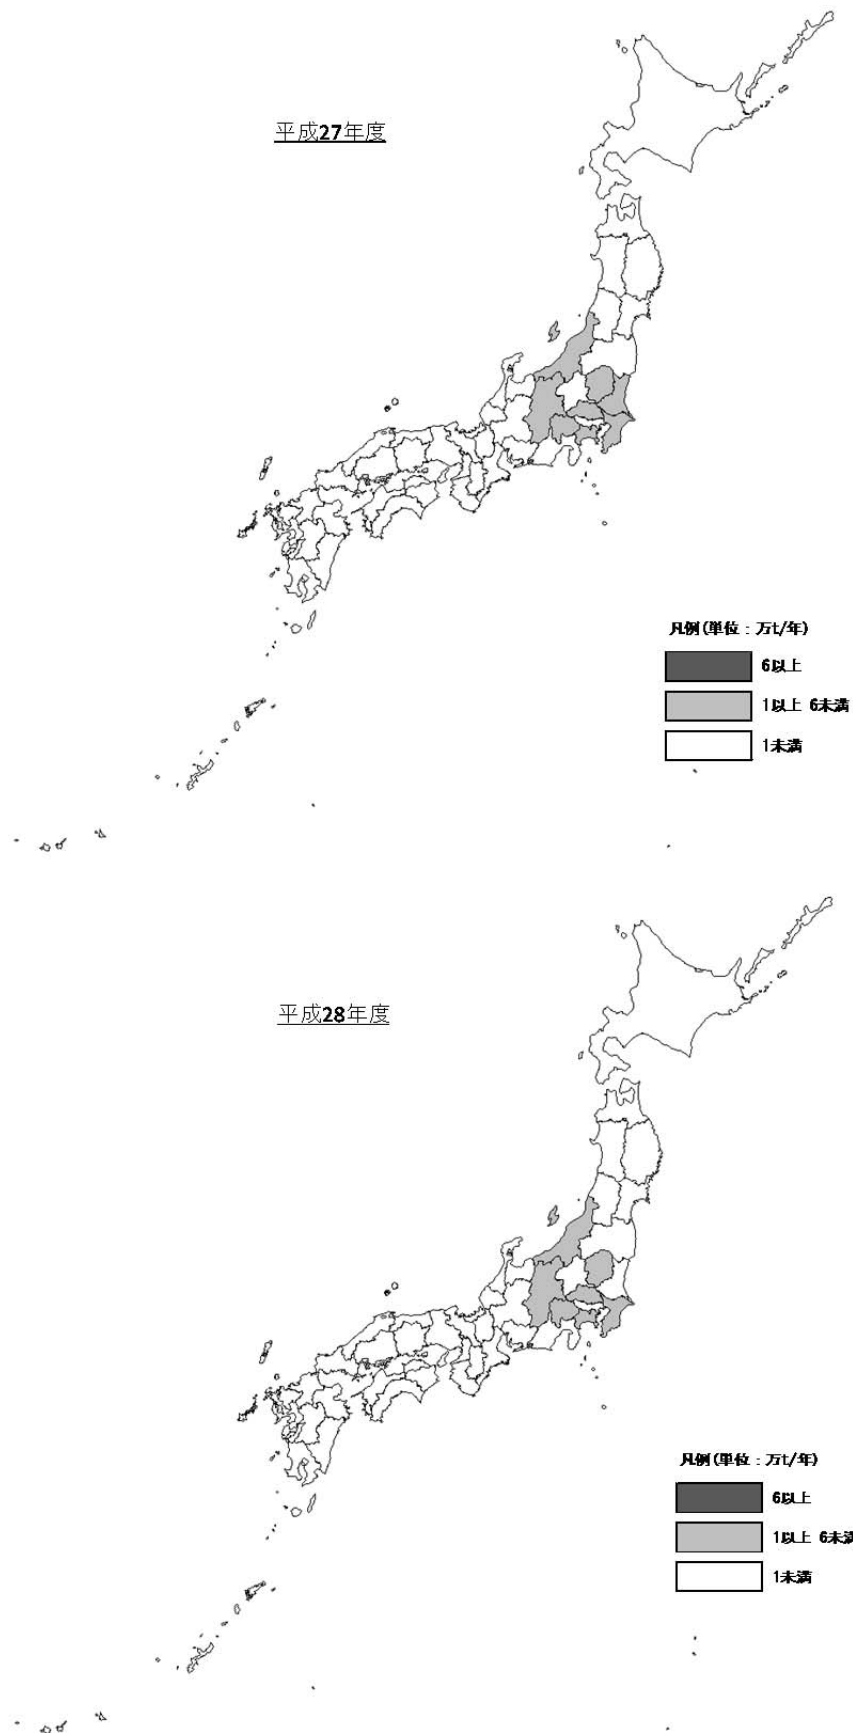 平成27年度
凡例(単位：万t/年)
6以上
1以上 6未満
1未満
平成28年度
凡例(単位：万t/年)
6以上
1以上 6未満
1未満